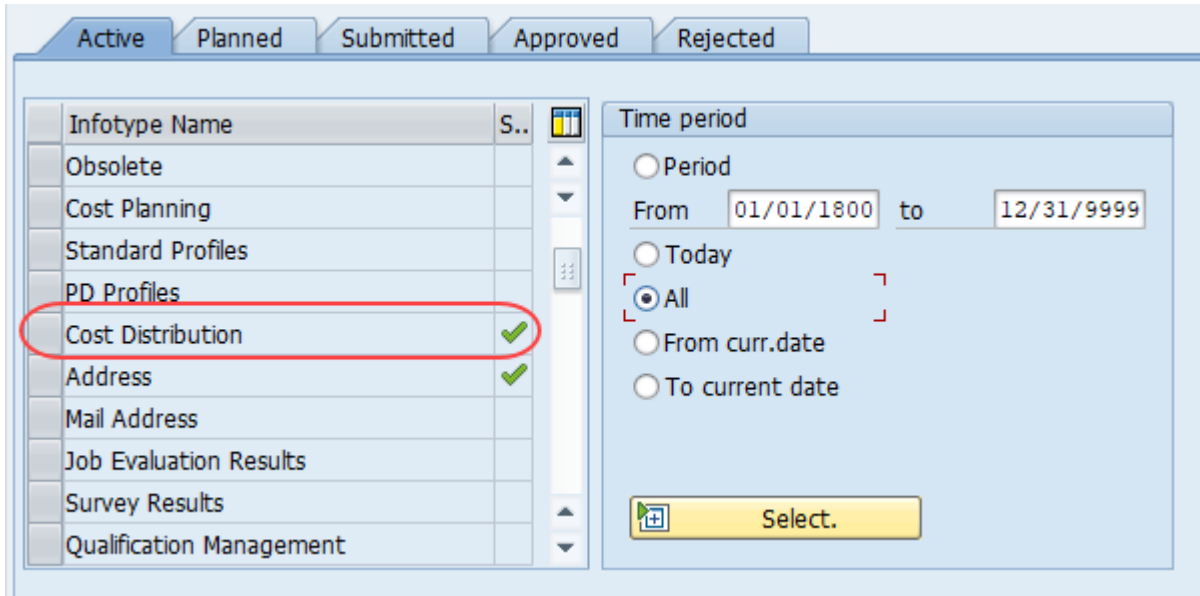 Active Planned Submitted Approved Rejected
Infotype Name S..
Obsolete
Cost Planning
Standard Profiles
PD Profiles
Cost Distribution
Address
Mail Address
Job Evaluation Results
Survey Results
Qualification Management
Time period
Period
From 01/01/1800 to 12/31/9999
Today
All
From curr.date
To current date
Select.